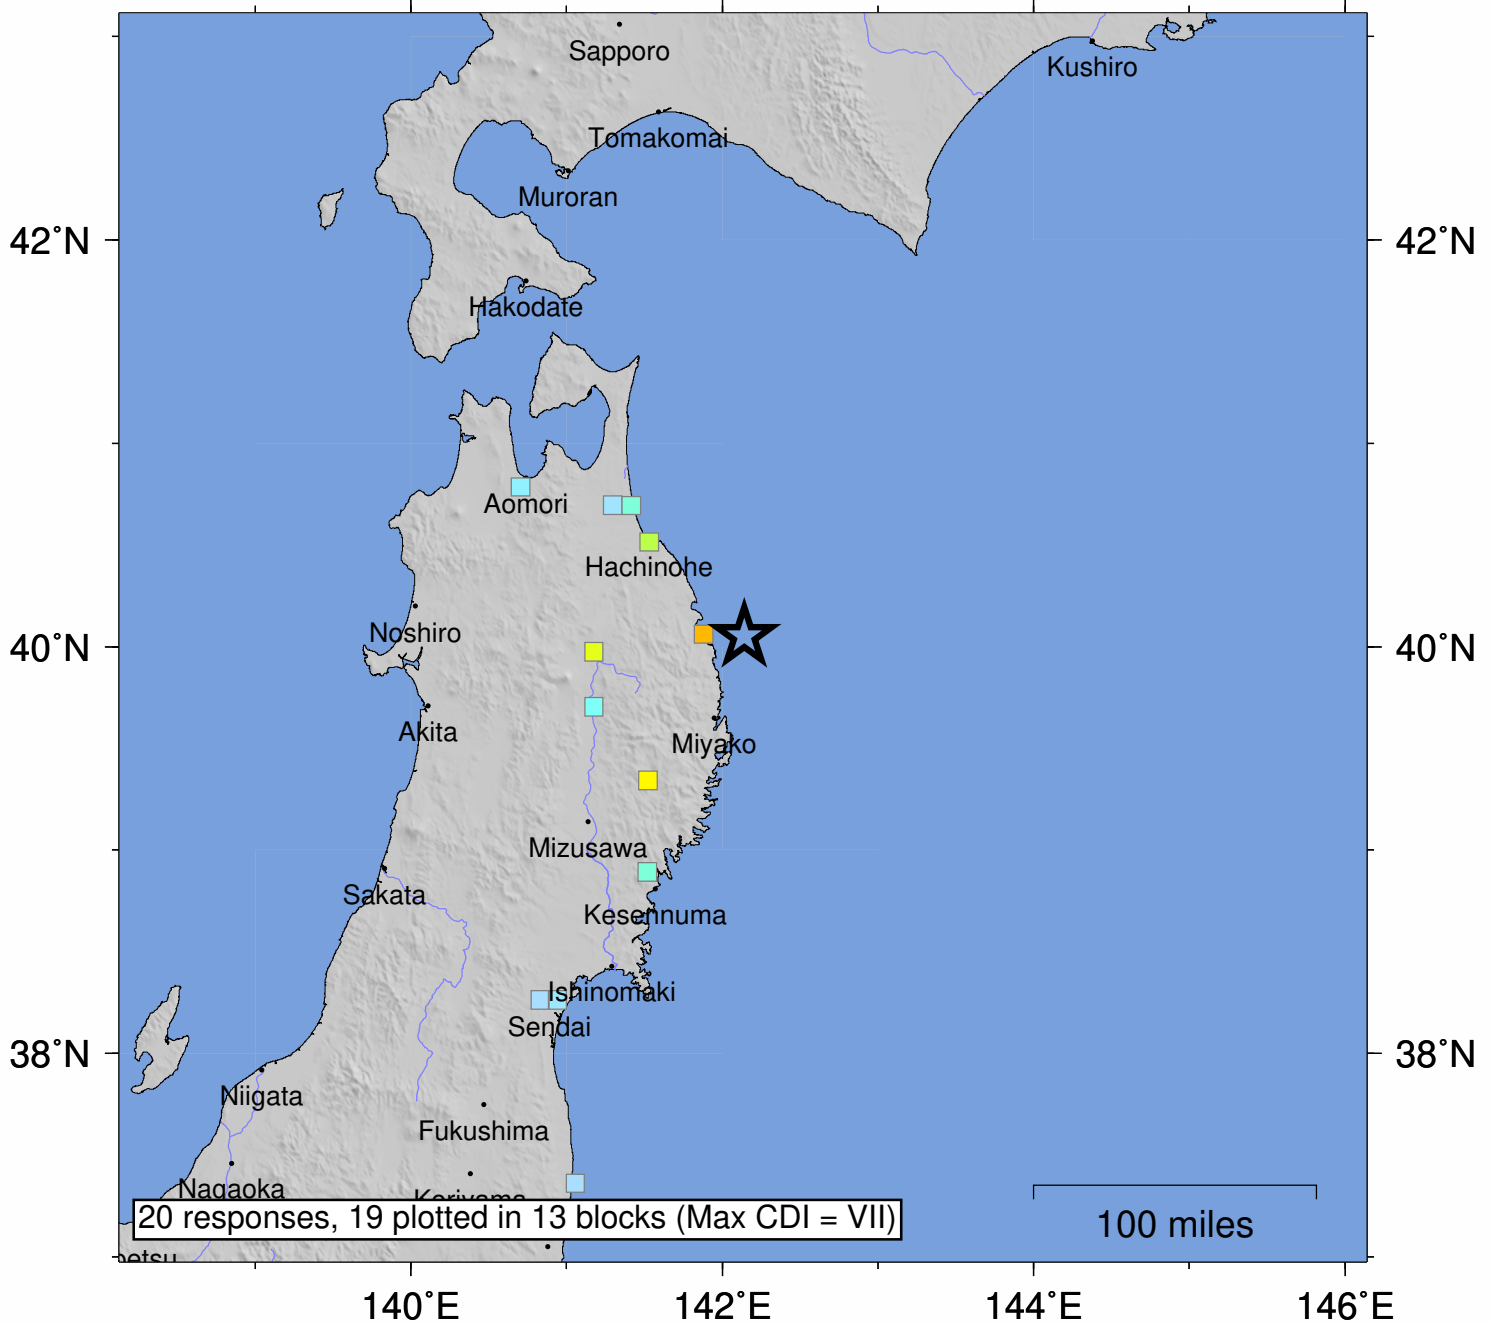 Sapporo
Kushiro
Tomakomai
Muroran
42°N
42°N
Hakodate
Aomori
Hachinohe
Noshiro
40°N
40°N
Akita
Miyako
Mizusawa
Sakata
Kesennuma
Ishinomaki
Sendai
38°N
38°N
Niigata
Fukushima
Nagaoka
Koriyama
20 responses, 19 plotted in 13 blocks (Max CDI = VII)
100 miles
oetsu
140°E
142°E
144°E
146°E